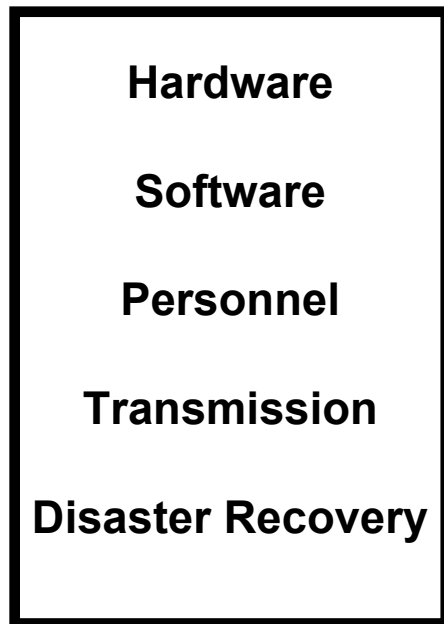 Hardware
Software
Personnel
Transmission
Disaster Recovery